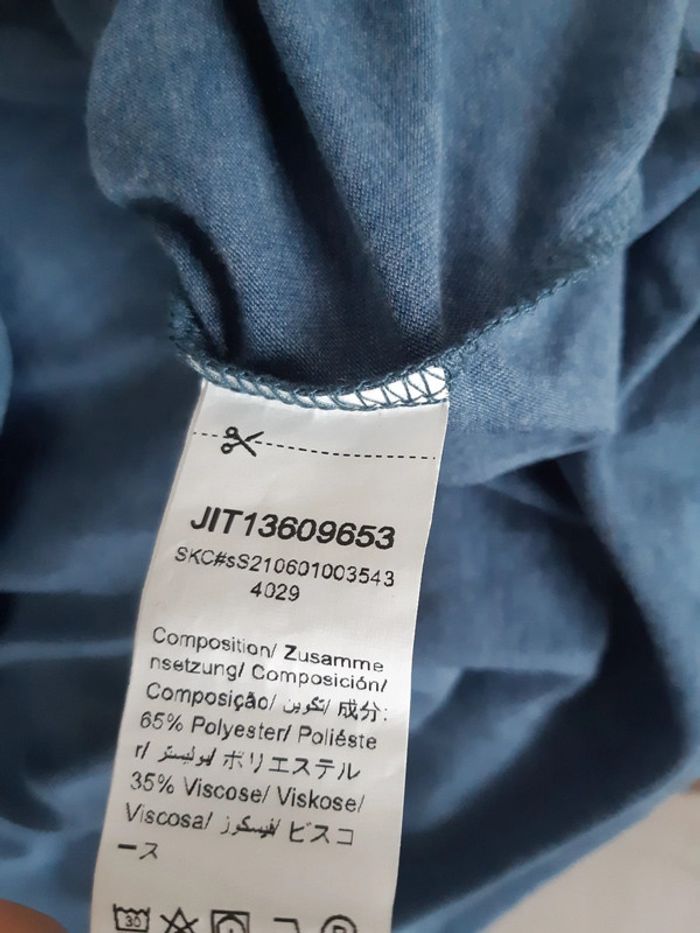 JIT13609653
SKC#sS210601003543
4029
Composition/ Zusamme
nsetzung/ Composición/
Composição/ تكوين/ 成分:
65% Polyester/ Poliéste
r/ بوليستر/ ポリエステル
35% Viscose/ Viskose/
Viscosa/ فيسكوز/ ビスコ
ース
30